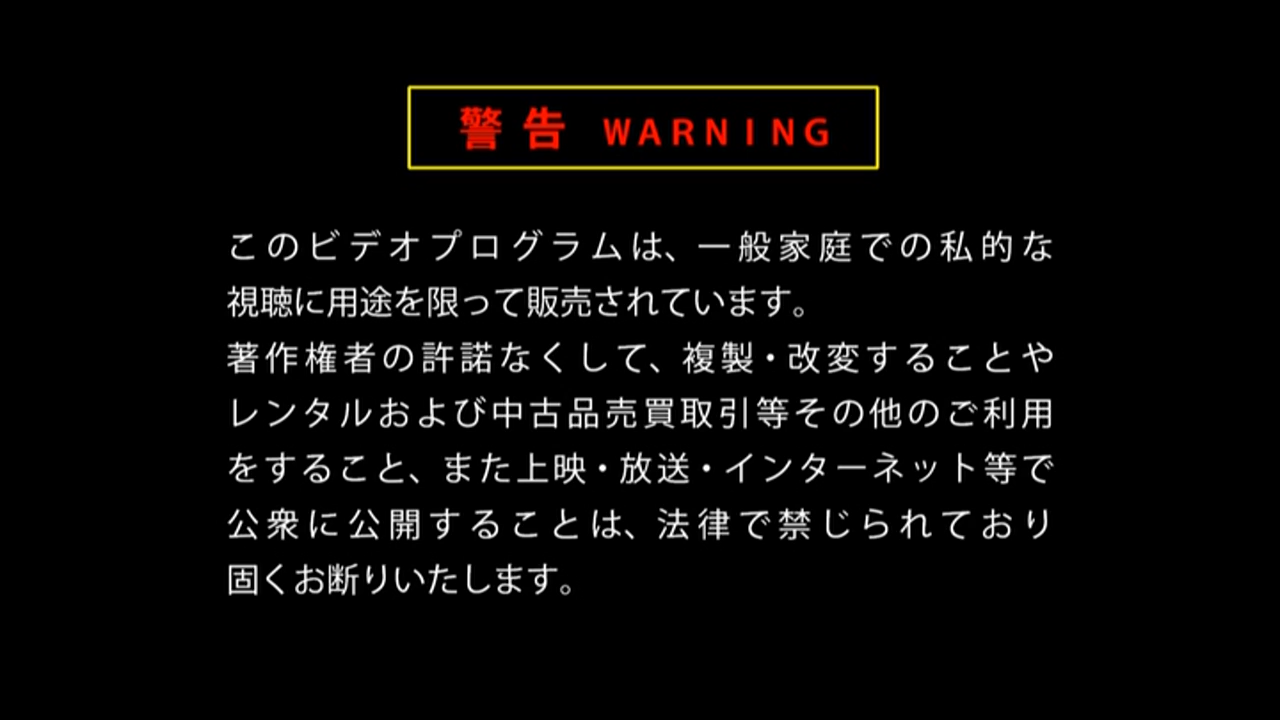 警告 WARNING
このビデオプログラムは、一般家庭での私的な
視聴に用途を限って販売されています。
著作権者の許諾なくして、複製・改変することや
レンタルおよび中古品売買取引等その他のご利用
をすること、また上映・放送・インターネット等で
公衆に公開することは、法律で禁じられており
固くお断りいたします。